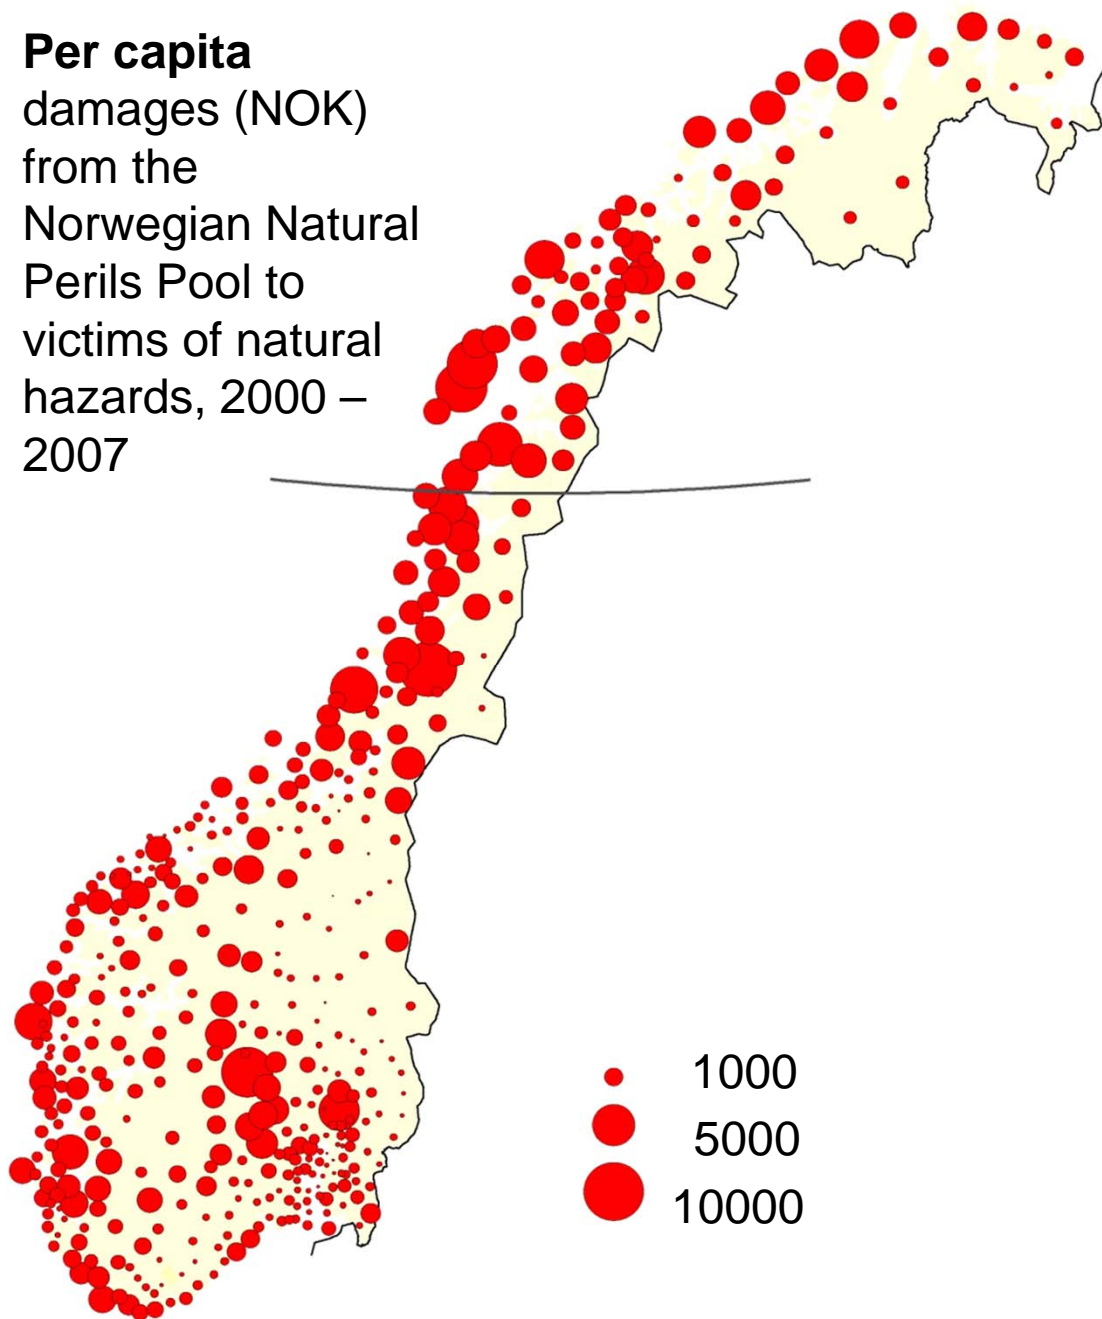 Per capita
damages (NOK)
from the
Norwegian Natural
Perils Pool to
victims of natural
hazards, 2000 –
2007
1000
5000
10000